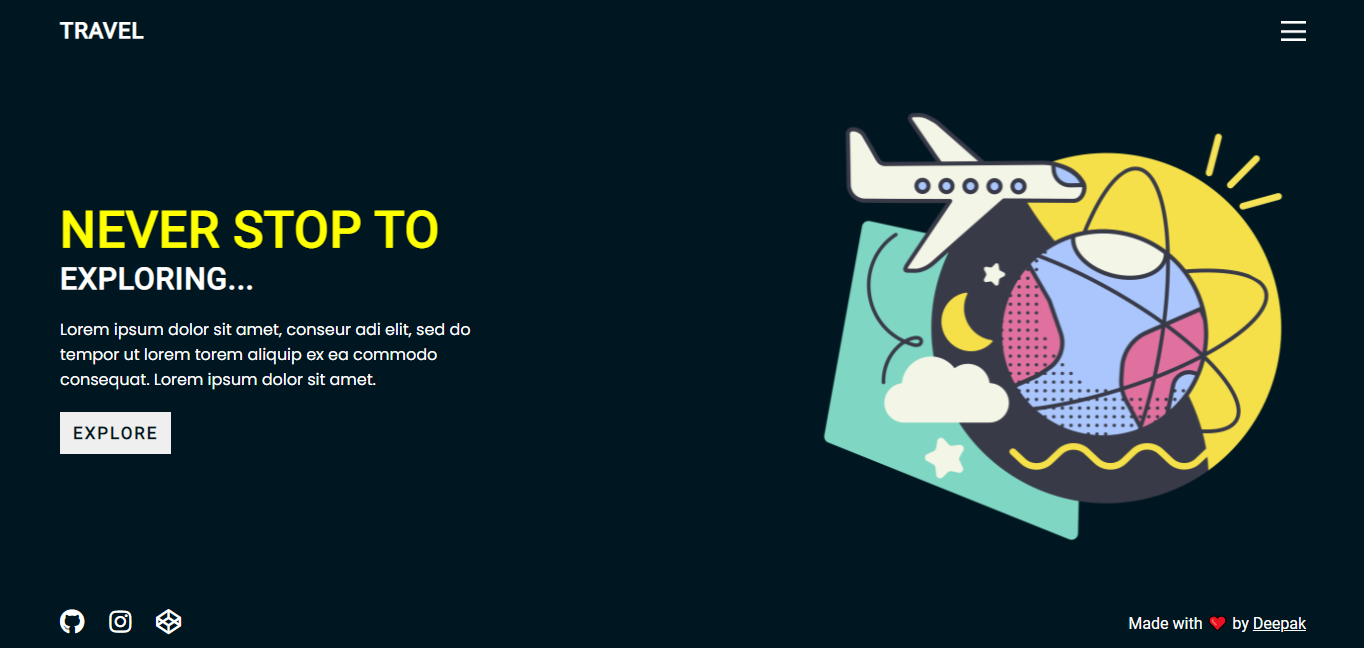 TRAVEL
NEVER STOP TO
EXPLORING...
Lorem ipsum dolor sit amet, conseur adi elit, sed do
tempor ut lorem torem aliquip ex ea commodo
consequat. Lorem ipsum dolor sit amet.
EXPLORE
Made with ❤️ by Deepak